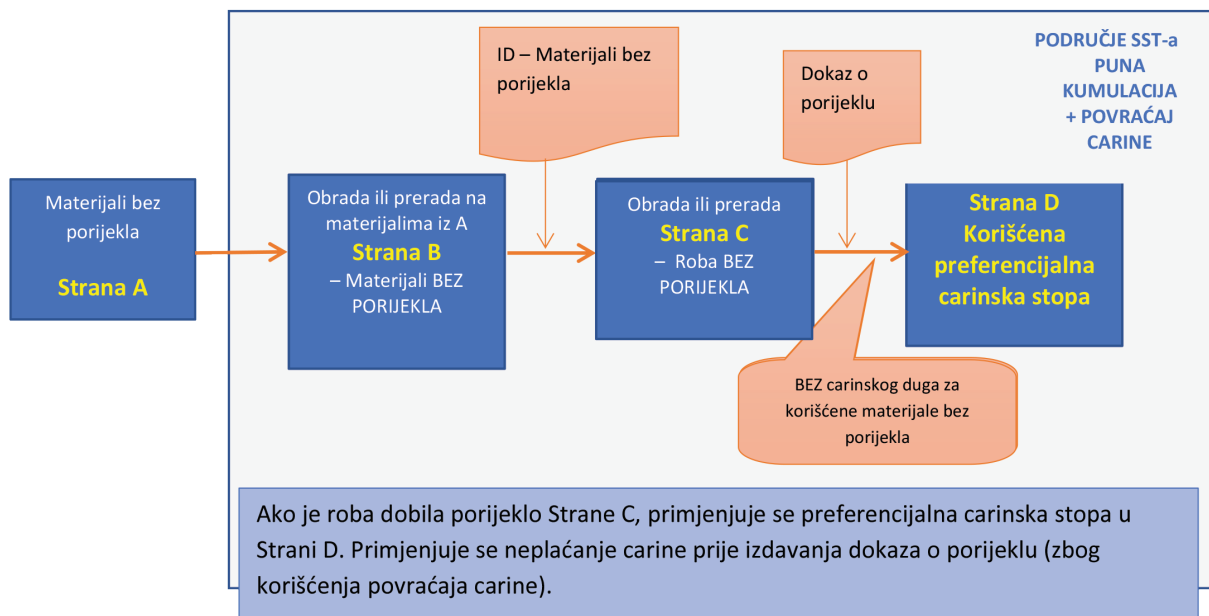 ID – Materijali bez
porijekla
Dokaz o
porijeklu
PODRUČJE SST-a
PUNA
KUMULACIJA
+ POVRAĆAJ
CARINE
Materijali bez
porijekla
Strana A
Obrada ili prerada na
materijalima iz A
Strana B
– Materijali BEZ
PORIJEKLA
Obrada ili prerada
Strana C
– Roba BEZ
PORIJEKLA
Strana D
Korišćena
preferencijalna
carinska stopa
BEZ carinskog duga za
korišćene materijale bez
porijekla
Ako je roba dobila porijeklo Strane C, primjenjuje se preferencijalna carinska stopa u
Strani D. Primjenjuje se neplaćanje carine prije izdavanja dokaza o porijeklu (zbog
korišćenja povraćaja carine).